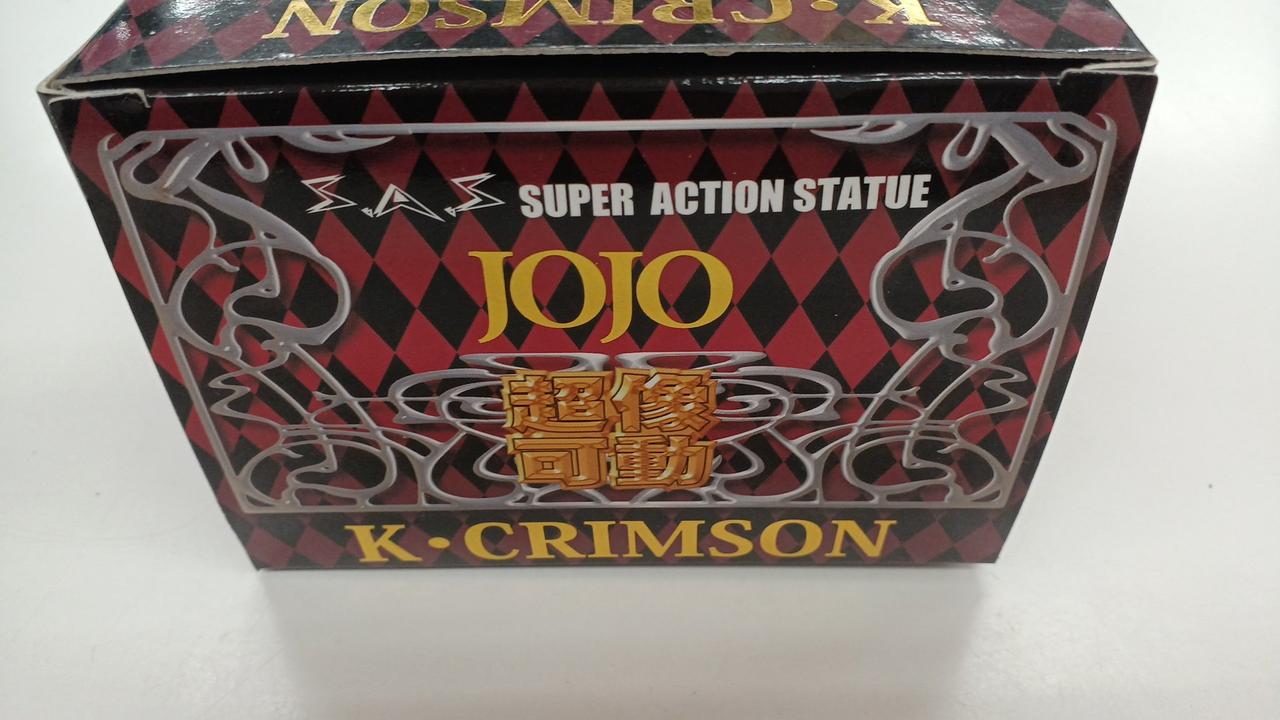 K·CRIMSON
S.A.S SUPER ACTION STATUE
JOJO
超像
可動
K·CRIMSON